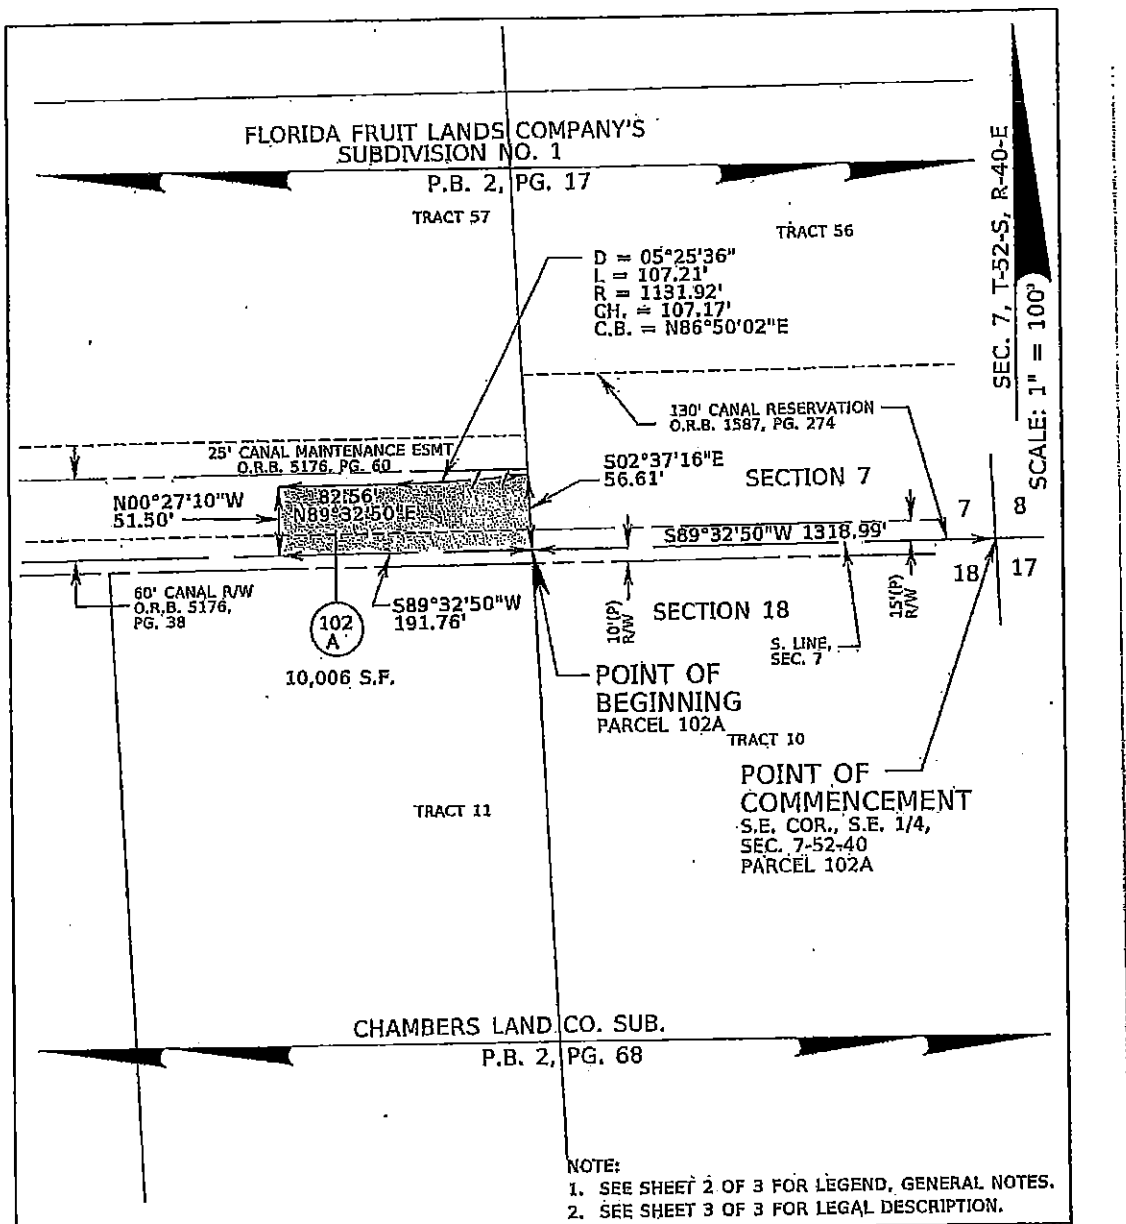 FLORIDA FRUIT LANDS COMPANY'S
SUBDIVISION NO. 1
P.B. 2, PG. 17
TRACT 57
TRACT 56
SEC. 7, T-52-S, R-40-E
SCALE: 1" = 100'
D = 05°25'36"
L = 107.21'
R = 1131.92'
CH. = 107.17'
C.B. = N86°50'02"E
130' CANAL RESERVATION
O.R.B. 1587, PG. 274
25' CANAL MAINTENANCE ESMT
O.R.B. 5176, PG. 60
S02°37'16"E
56.61'
SECTION 7
N00°27'10"W
51.50'
82.56'
N89°32'50"E
7
8
S89°32'50"W 1318.99'
18
17
60' CANAL R/W
O.R.B. 5176,
PG. 38
S89°32'50"W
191.76'
10'(P)
R/W
SECTION 18
15'(P)
R/W
102
A
S. LINE,
SEC. 7
10,006 S.F.
POINT OF
BEGINNING
PARCEL 102A
TRACT 10
POINT OF
COMMENCEMENT
S.E. COR., S.E. 1/4,
SEC. 7-52-40
PARCEL 102A
TRACT 11
CHAMBERS LAND CO. SUB.
P.B. 2, PG. 68
NOTE:
1. SEE SHEET 2 OF 3 FOR LEGEND, GENERAL NOTES.
2. SEE SHEET 3 OF 3 FOR LEGAL DESCRIPTION.